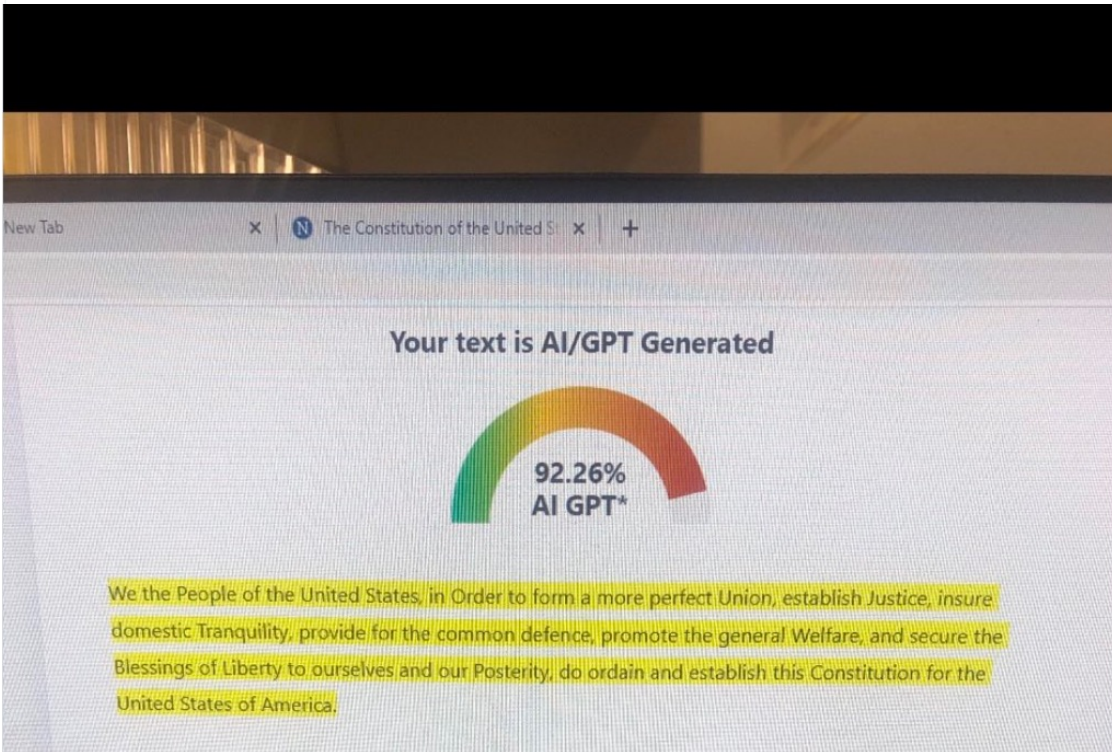 New Tab × N The Constitution of the United S × +
Your text is AI/GPT Generated
92.26%
AI GPT*
We the People of the United States, in Order to form a more perfect Union, establish Justice, insure
domestic Tranquility, provide for the common defence, promote the general Welfare, and secure the
Blessings of Liberty to ourselves and our Posterity, do ordain and establish this Constitution for the
United States of America.